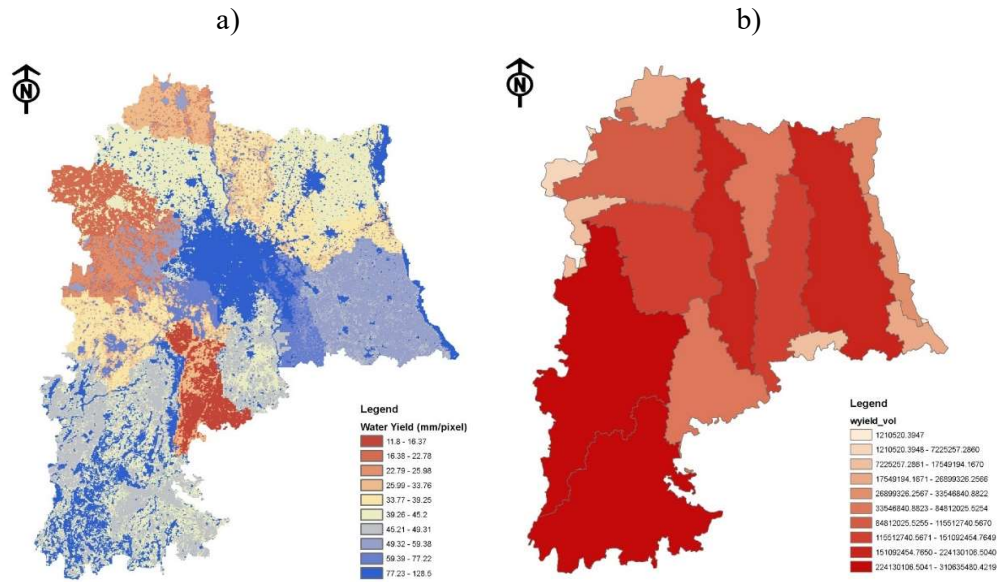 a)
b)
N
N
Legend
Water Yield (mm/pixel)
11.8 - 16.37
16.38 - 22.78
22.79 - 25.98
25.99 - 33.76
33.77 - 39.25
39.26 - 45.2
45.21 - 49.31
49.32 - 59.38
59.39 - 77.22
77.23 - 128.5
Legend
wyield_vol
1210520.3947
1210520.3948 - 7225257.2860
7225257.2861 - 17549194.1670
17549194.1671 - 26899326.2566
26899326.2567 - 33546840.8822
33546840.8823 - 84812025.5254
84812025.5255 - 115512740.5670
115512740.5671 - 151092454.7649
151092454.7650 - 224130106.5040
224130106.5041 - 310635480.4219